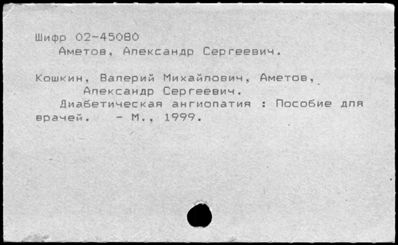 Шифр 02-45080
Аметов, Александр Сергеевич.
Кошкин, Валерий Михайлович, Аметов,
Александр Сергеевич.
Диабетическая ангиопатия : Пособие для
врачей. - М., 1999.